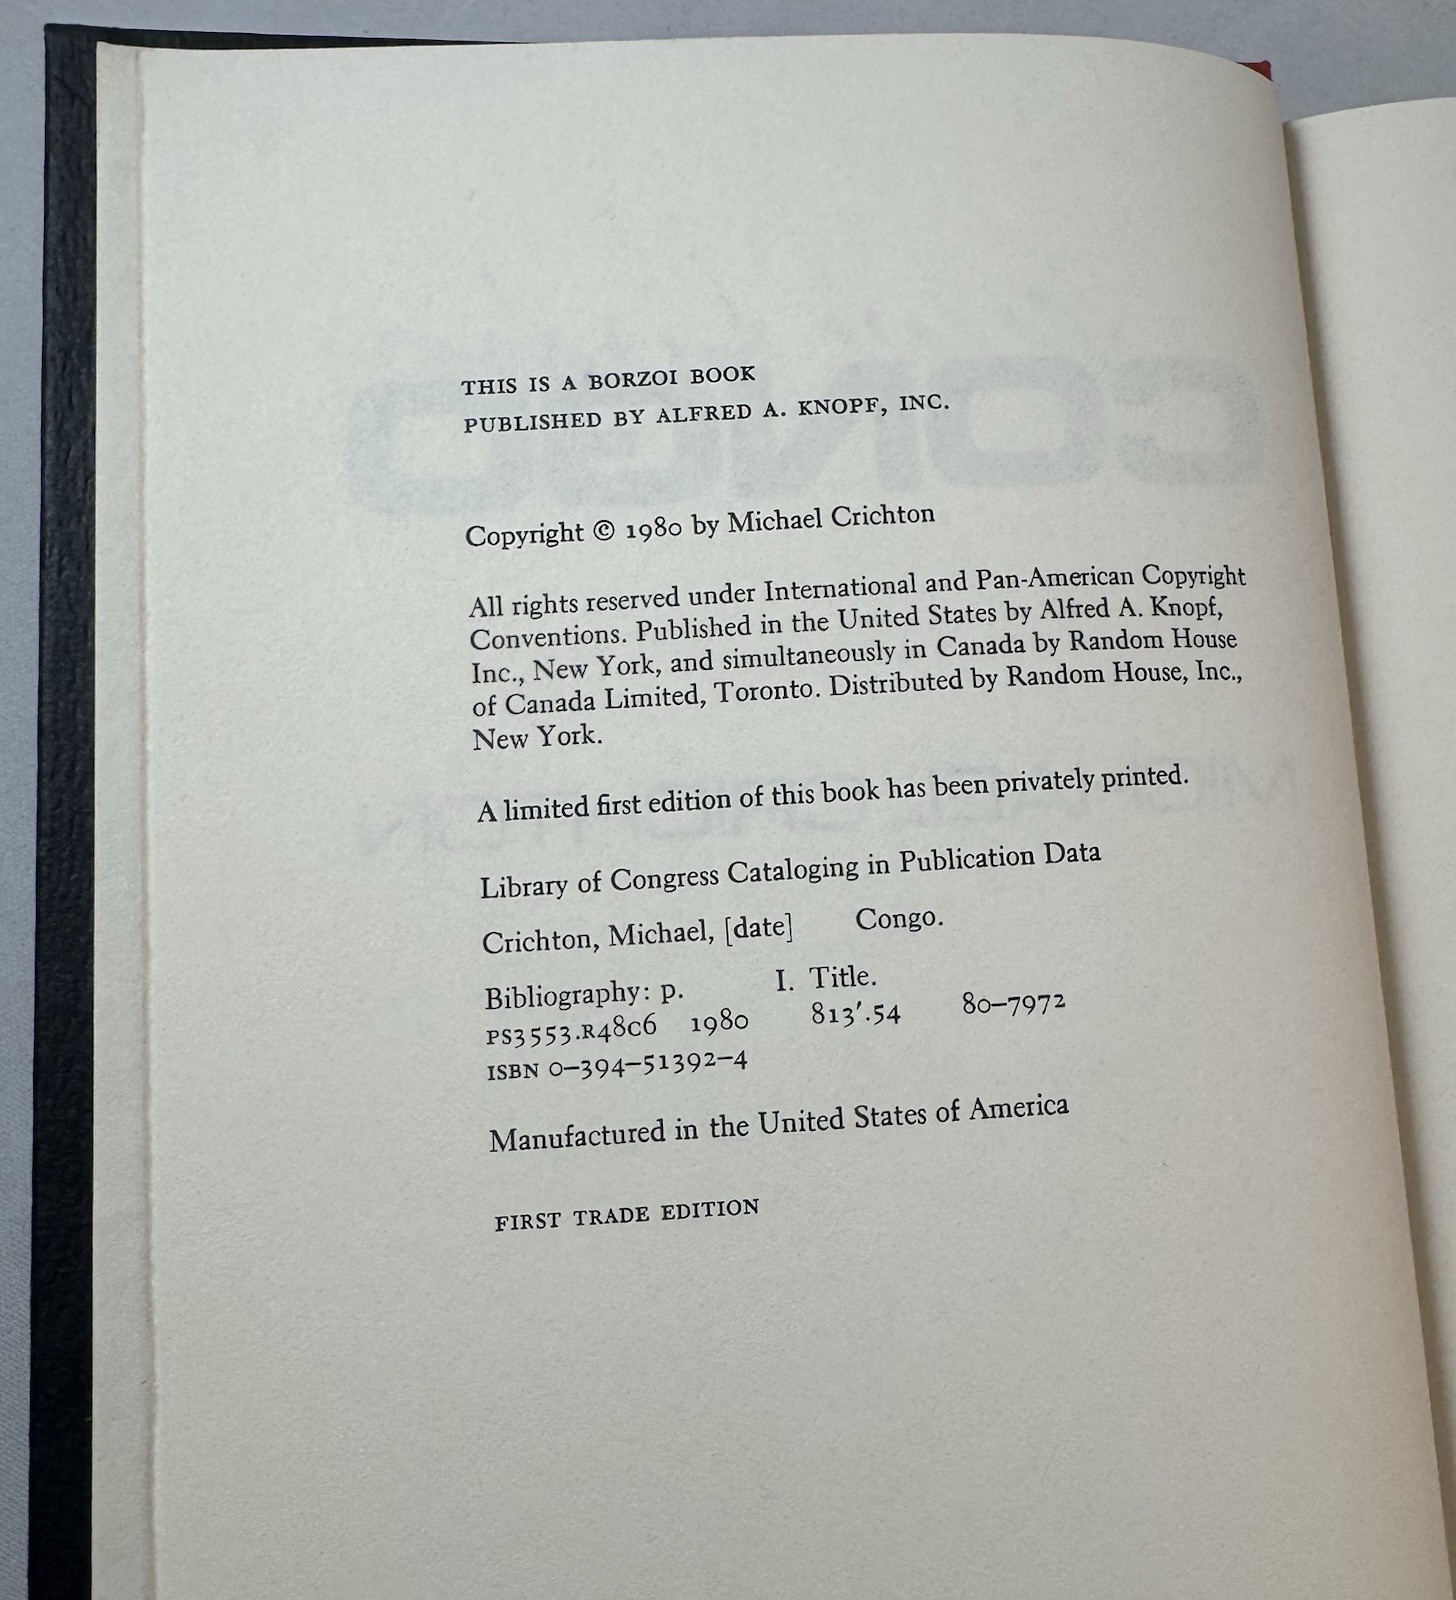 THIS IS A BORZOI BOOK
PUBLISHED BY ALFRED A. KNOPF, INC.
Copyright © 1980 by Michael Crichton
All rights reserved under International and Pan-American Copyright
Conventions. Published in the United States by Alfred A. Knopf,
Inc., New York, and simultaneously in Canada by Random House
of Canada Limited, Toronto. Distributed by Random House, Inc.,
New York.
A limited first edition of this book has been privately printed.
Library of Congress Cataloging in Publication Data
Crichton, Michael, [date] Congo.
Bibliography: p. I. Title.
PS3553.R48C6 1980 813'.54 80–7972
ISBN 0–394–51392–4
Manufactured in the United States of America
FIRST TRADE EDITION